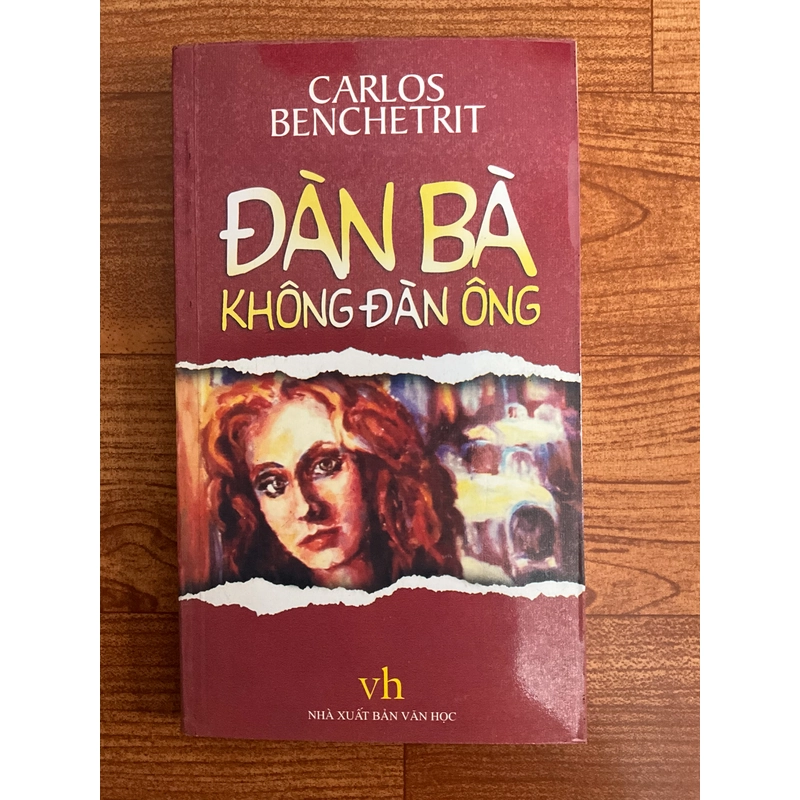 CARLOS
BENCHETRIT
ĐÀN BÀ
KHÔNG ĐÀN ÔNG
vh
NHÀ XUẤT BẢN VĂN HỌC